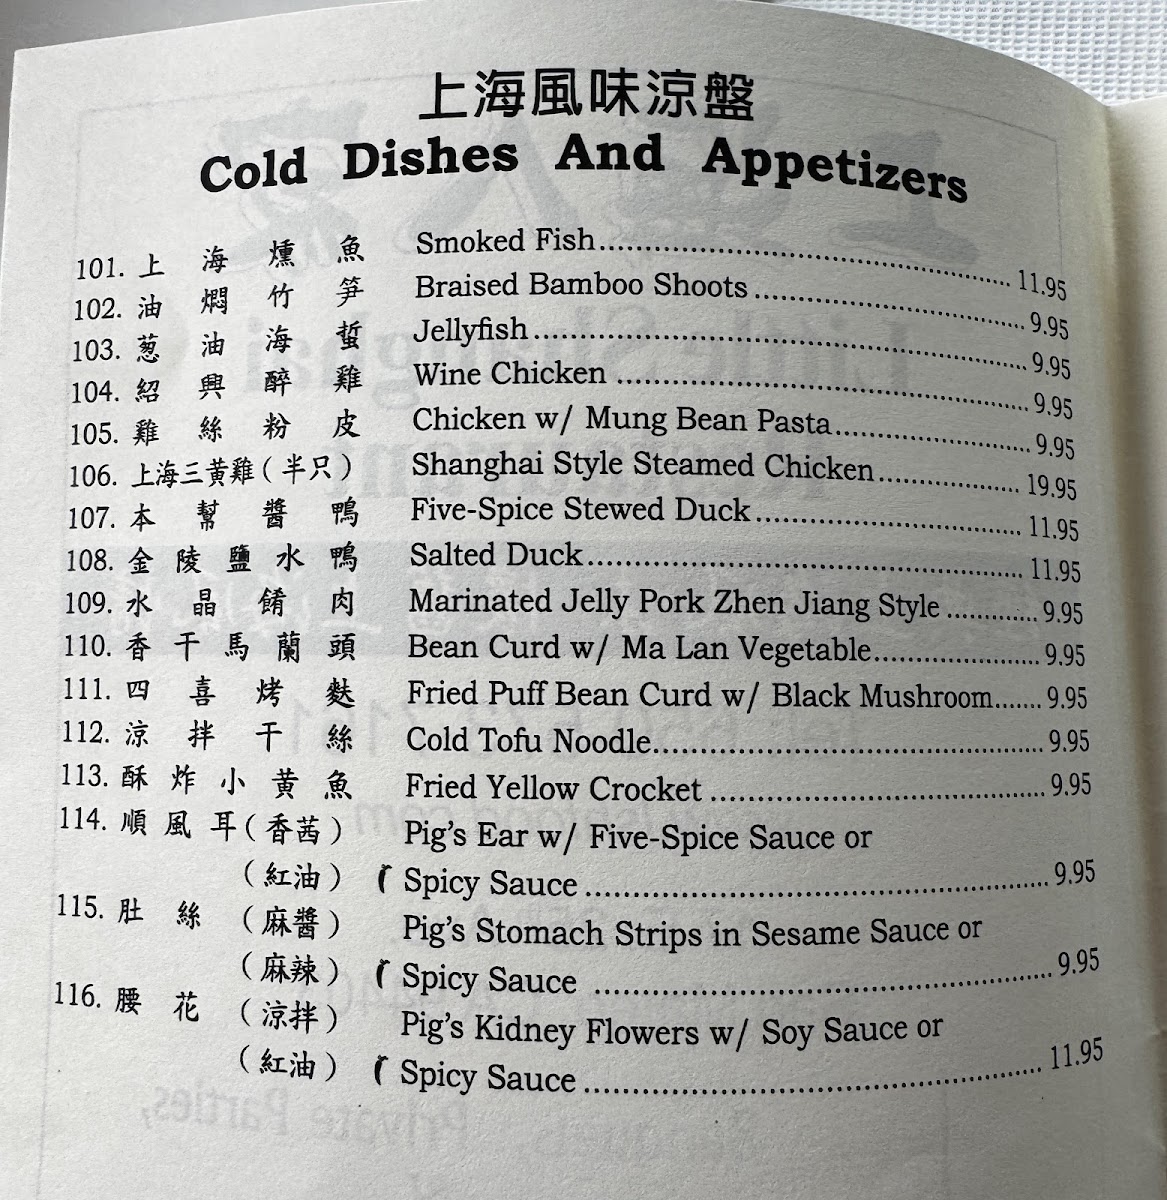 上海風味涼盤
Cold Dishes And Appetizers
101. 上海燻魚 Smoked Fish 11.95
102. 油燜竹筍 Braised Bamboo Shoots 9.95
103. 葱油海蜇 Jellyfish 9.95
104. 紹興醉雞 Wine Chicken 9.95
105. 雞絲粉皮 Chicken w/ Mung Bean Pasta 9.95
106. 上海三黃雞(半只) Shanghai Style Steamed Chicken 19.95
107. 本幫醬鴨 Five-Spice Stewed Duck 11.95
108. 金陵鹽水鴨 Salted Duck 11.95
109. 水晶餚肉 Marinated Jelly Pork Zhen Jiang Style 9.95
110. 香干馬蘭頭 Bean Curd w/ Ma Lan Vegetable 9.95
111. 四喜烤麩 Fried Puff Bean Curd w/ Black Mushroom 9.95
112. 涼拌干絲 Cold Tofu Noodle 9.95
113. 酥炸小黃魚 Fried Yellow Crocket 9.95
114. 順風耳(香茜) Pig's Ear w/ Five-Spice Sauce or
(紅油) Spicy Sauce 9.95
115. 肚絲(麻醬) Pig's Stomach Strips in Sesame Sauce or
(麻辣) Spicy Sauce 9.95
116. 腰花(涼拌) Pig's Kidney Flowers w/ Soy Sauce or
(紅油) Spicy Sauce 11.95